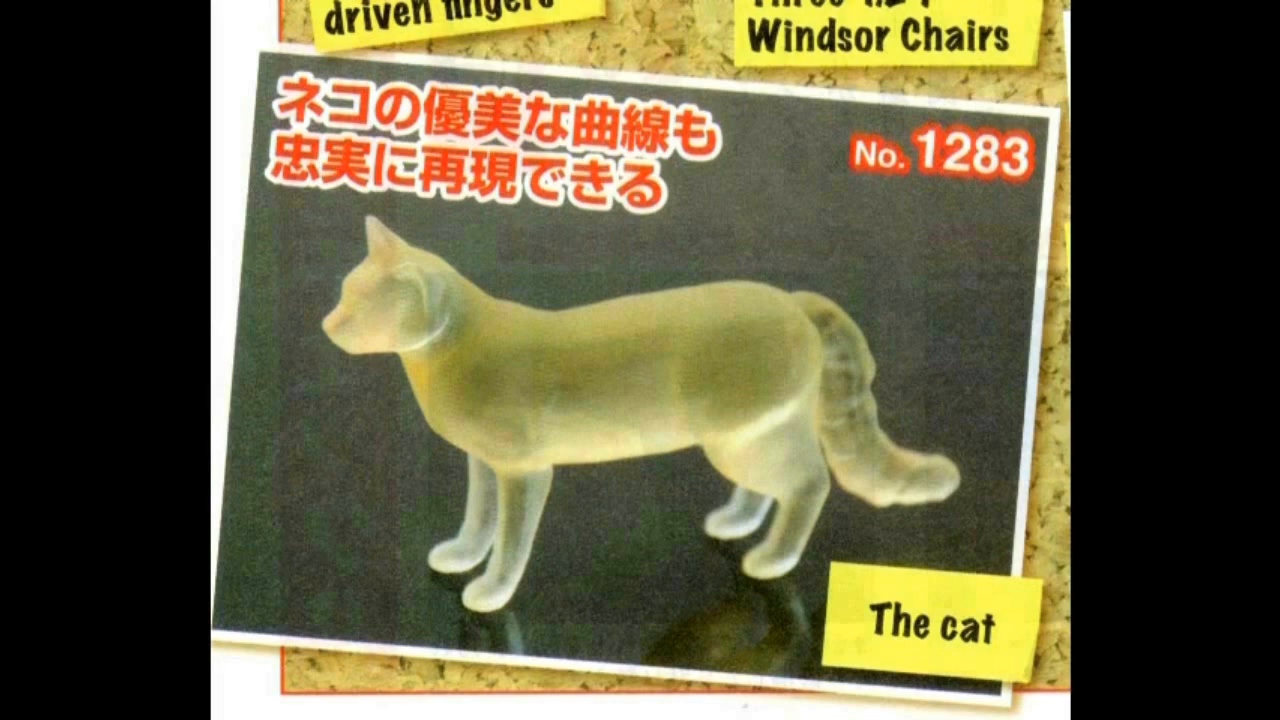 driven fingers
Windsor Chairs
ネコの優美な曲線も
忠実に再現できる
No. 1283
The cat